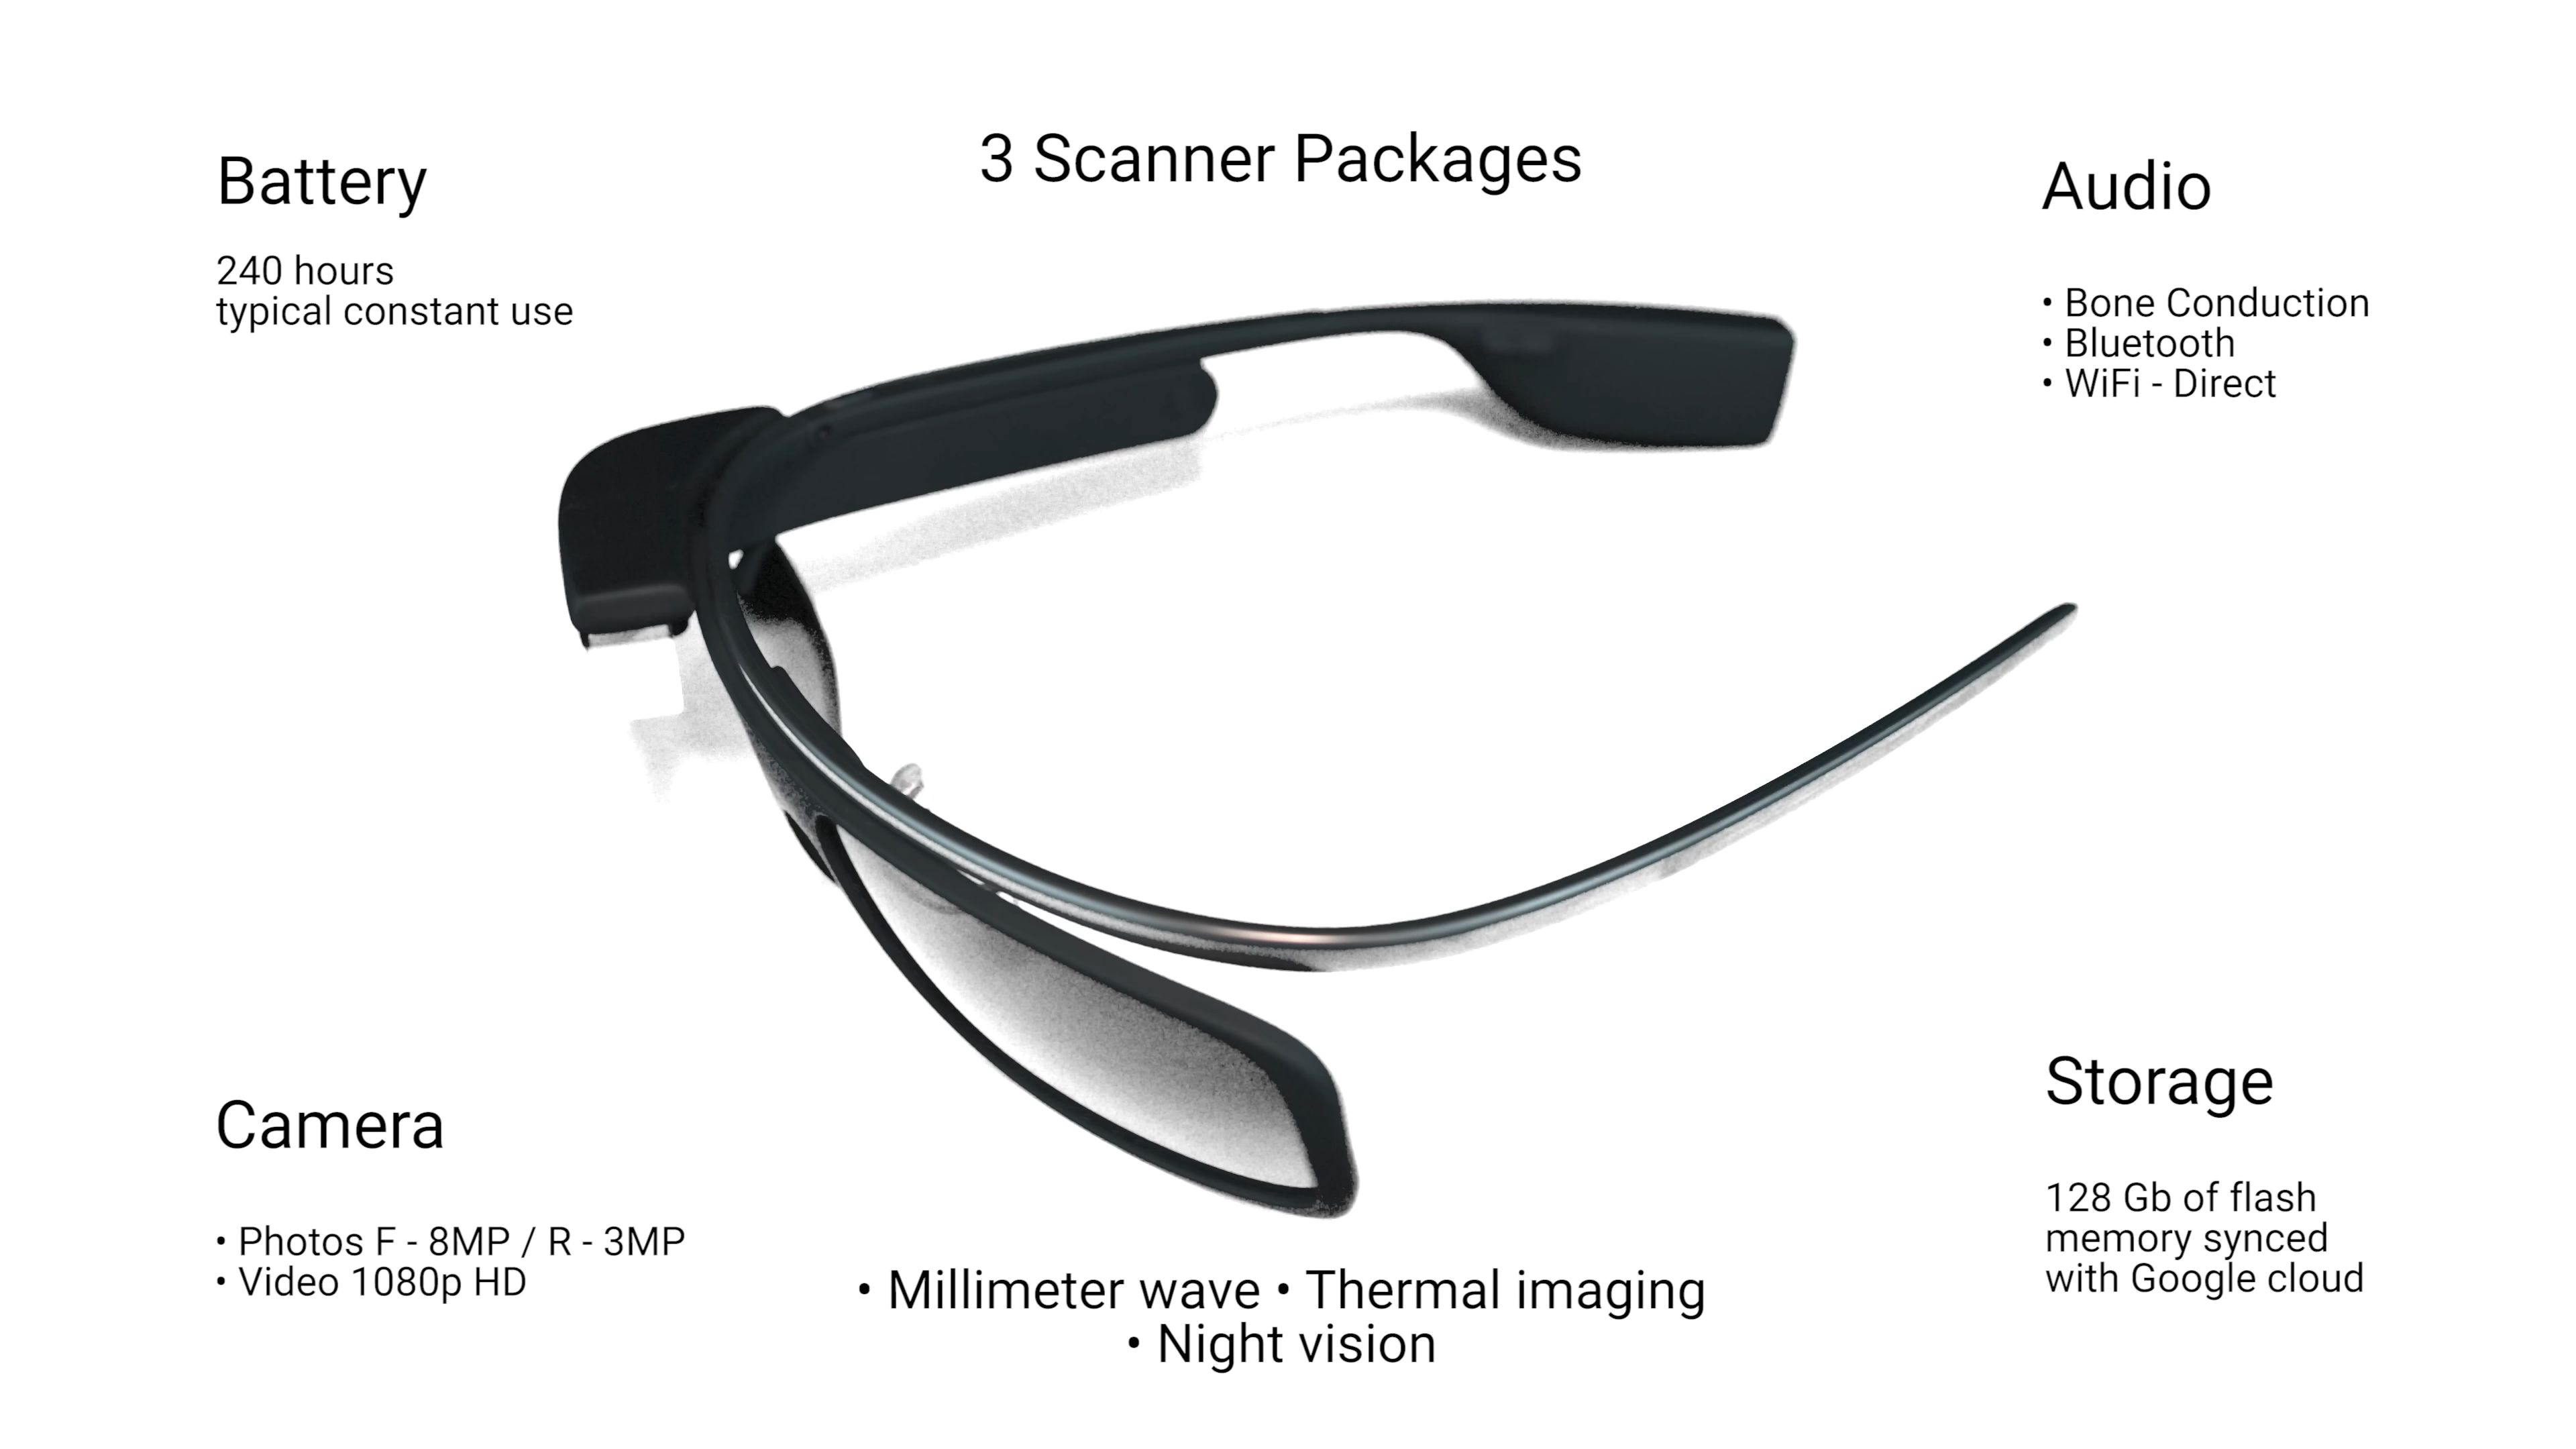 3 Scanner Packages
Battery
240 hours
typical constant use
Audio
• Bone Conduction
• Bluetooth
• WiFi - Direct
Camera
• Photos F - 8MP / R - 3MP
• Video 1080p HD
Storage
128 Gb of flash
memory synced
with Google cloud
• Millimeter wave • Thermal imaging
• Night vision